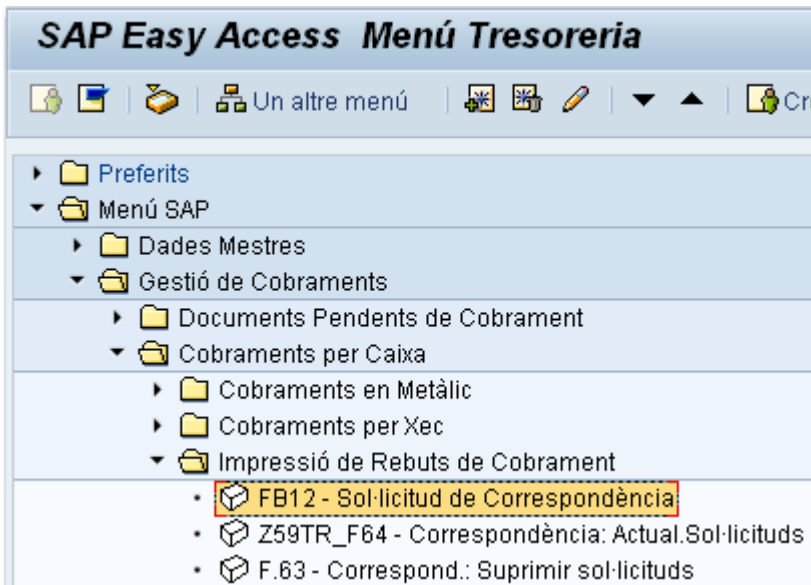 SAP Easy Access Menú Tresoreria
Un altre menú
Preferits
Menú SAP
Dades Mestres
Gestió de Cobraments
Documents Pendents de Cobrament
Cobraments per Caixa
Cobraments en Metàlic
Cobraments per Xec
Impressió de Rebuts de Cobrament
FB12 - Sol·licitud de Correspondència
Z59TR_F64 - Correspondència: Actual.Sol·licituds
F.63 - Correspond.: Suprimir sol·licituds